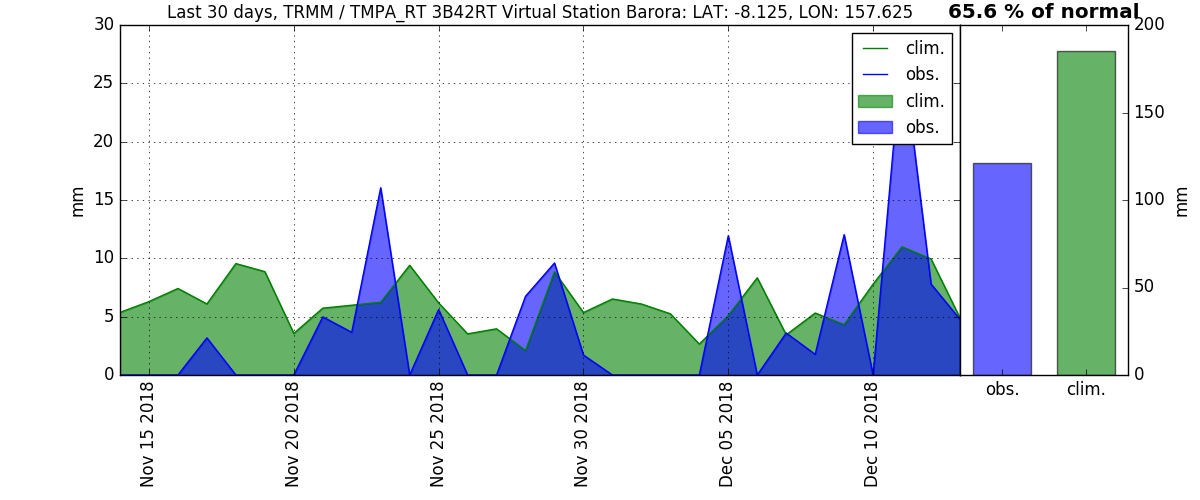 Last 30 days, TRMM / TMPA_RT 3B42RT Virtual Station Barora: LAT: -8.125, LON: 157.625
65.6 % of normal
30
25
20
15
10
5
0
mm
clim.
obs.
clim.
obs.
200
150
100
50
0
mm
Nov 15 2018
Nov 20 2018
Nov 25 2018
Nov 30 2018
Dec 05 2018
Dec 10 2018
obs.
clim.